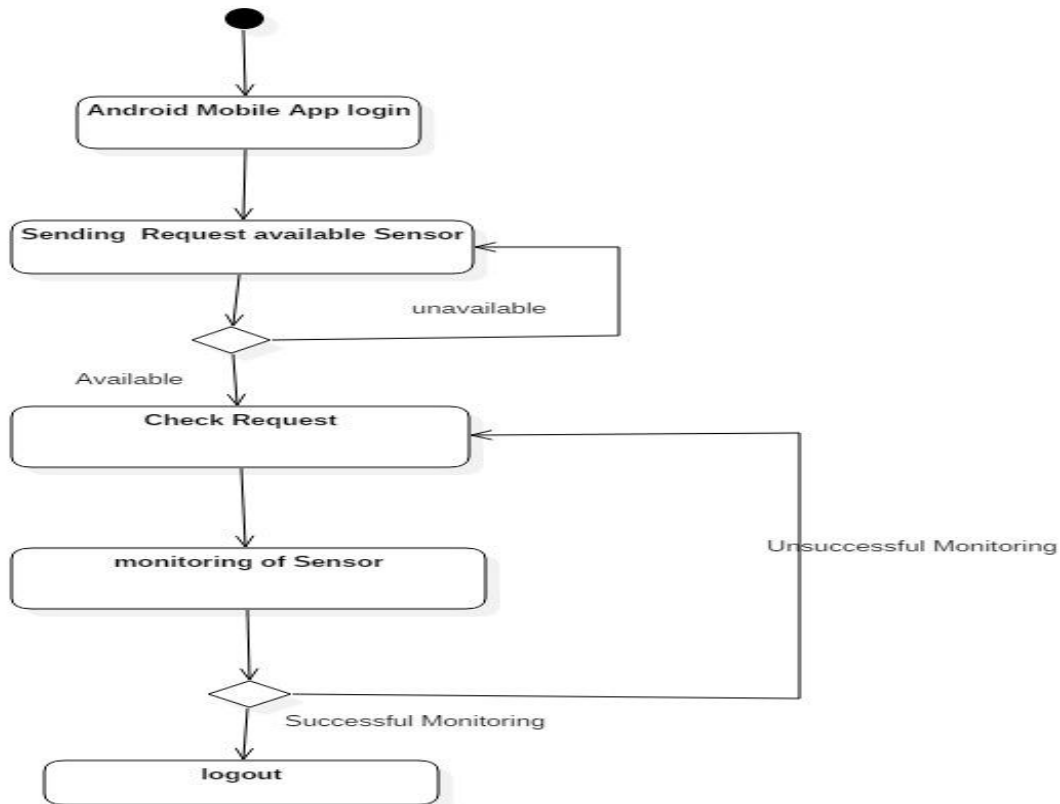 Android Mobile App login
Sending  Request available Sensor
unavailable
Available
Check Request
Unsuccessful Monitoring
monitoring of Sensor
Successful Monitoring
logout